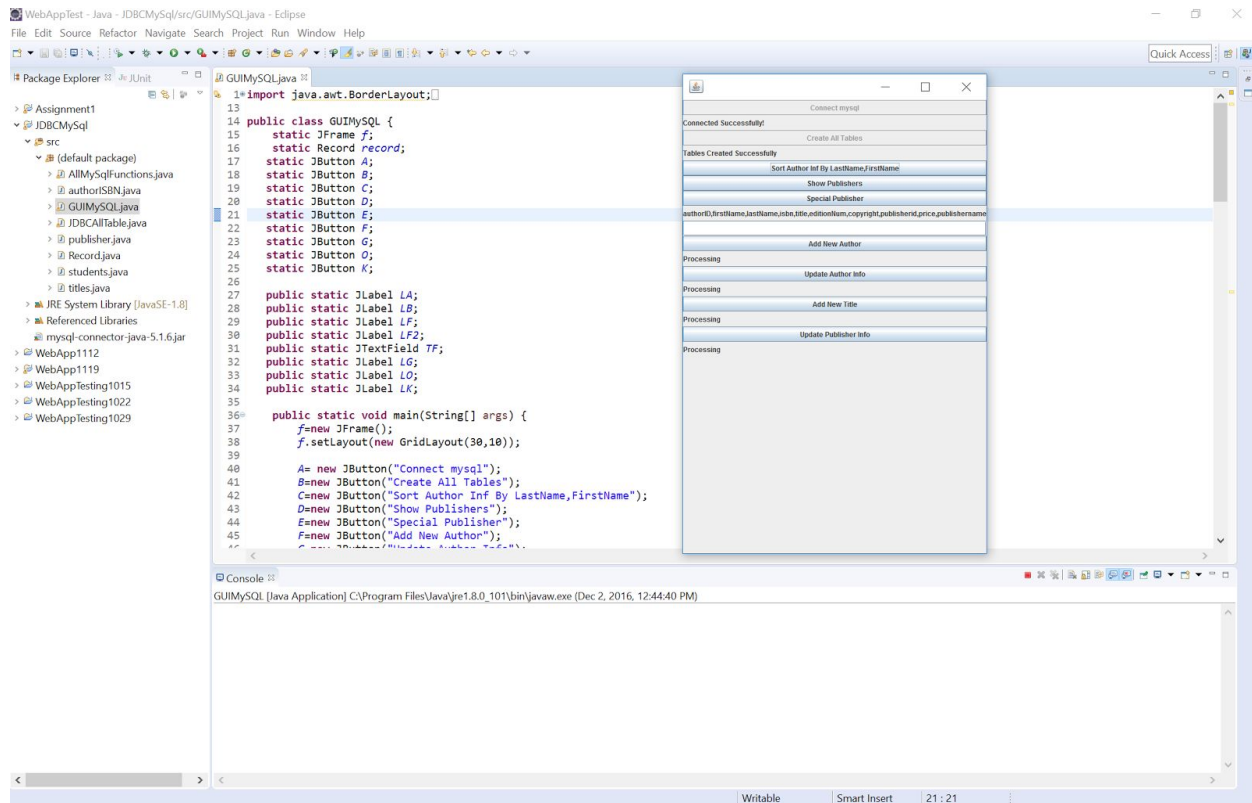 WebAppTest - Java - JDBCMySql/src/GUIMySQL.java - Eclipse
File Edit Source Refactor Navigate Search Project Run Window Help
Quick Access
Package Explorer JUnit
Assignment1
JDBCMySql
src
(default package)
AllMySqlFunctions.java
authorISBN.java
GUIMySQL.java
JDBCAllTable.java
publisher.java
Record.java
students.java
titles.java
JRE System Library [JavaSE-1.8]
Referenced Libraries
mysql-connector-java-5.1.6.jar
WebApp1112
WebApp1119
WebAppTesting1015
WebAppTesting1022
WebAppTesting1029
GUIMySQL.java
1 import java.awt.BorderLayout;
13
14 public class GUIMySQL {
15 static JFrame f;
16 static Record record;
17 static JButton A;
18 static JButton B;
19 static JButton C;
20 static JButton D;
21 static JButton E;
22 static JButton F;
23 static JButton G;
24 static JButton O;
25 static JButton K;
26
27 public static JLabel LA;
28 public static JLabel LB;
29 public static JLabel LF;
30 public static JLabel LF2;
31 public static JTextField TF;
32 public static JLabel LG;
33 public static JLabel LO;
34 public static JLabel LK;
35
36 public static void main(String[] args) {
37 f=new JFrame();
38 f.setLayout(new GridLayout(30,10));
39
40 A= new JButton("Connect mysql");
41 B=new JButton("Create All Tables");
42 C=new JButton("Sort Author Inf By LastName,FirstName");
43 D=new JButton("Show Publishers");
44 E=new JButton("Special Publisher");
45 F=new JButton("Add New Author");
Connect mysql
Connected Successfully!
Create All Tables
Tables Created Successfully
Sort Author Inf By LastName,FirstName
Show Publishers
Special Publisher
authorID,firstName,lastName,isbn,title,editionNum,copyright,publisherid,price,publishername
Add New Author
Processing
Update Author Info
Processing
Add New Title
Processing
Update Publisher Info
Processing
Console
GUIMySQL [Java Application] C:\Program Files\Java\jre1.8.0_101\bin\javaw.exe (Dec 2, 2016, 12:44:40 PM)
Writable Smart Insert 21 : 21